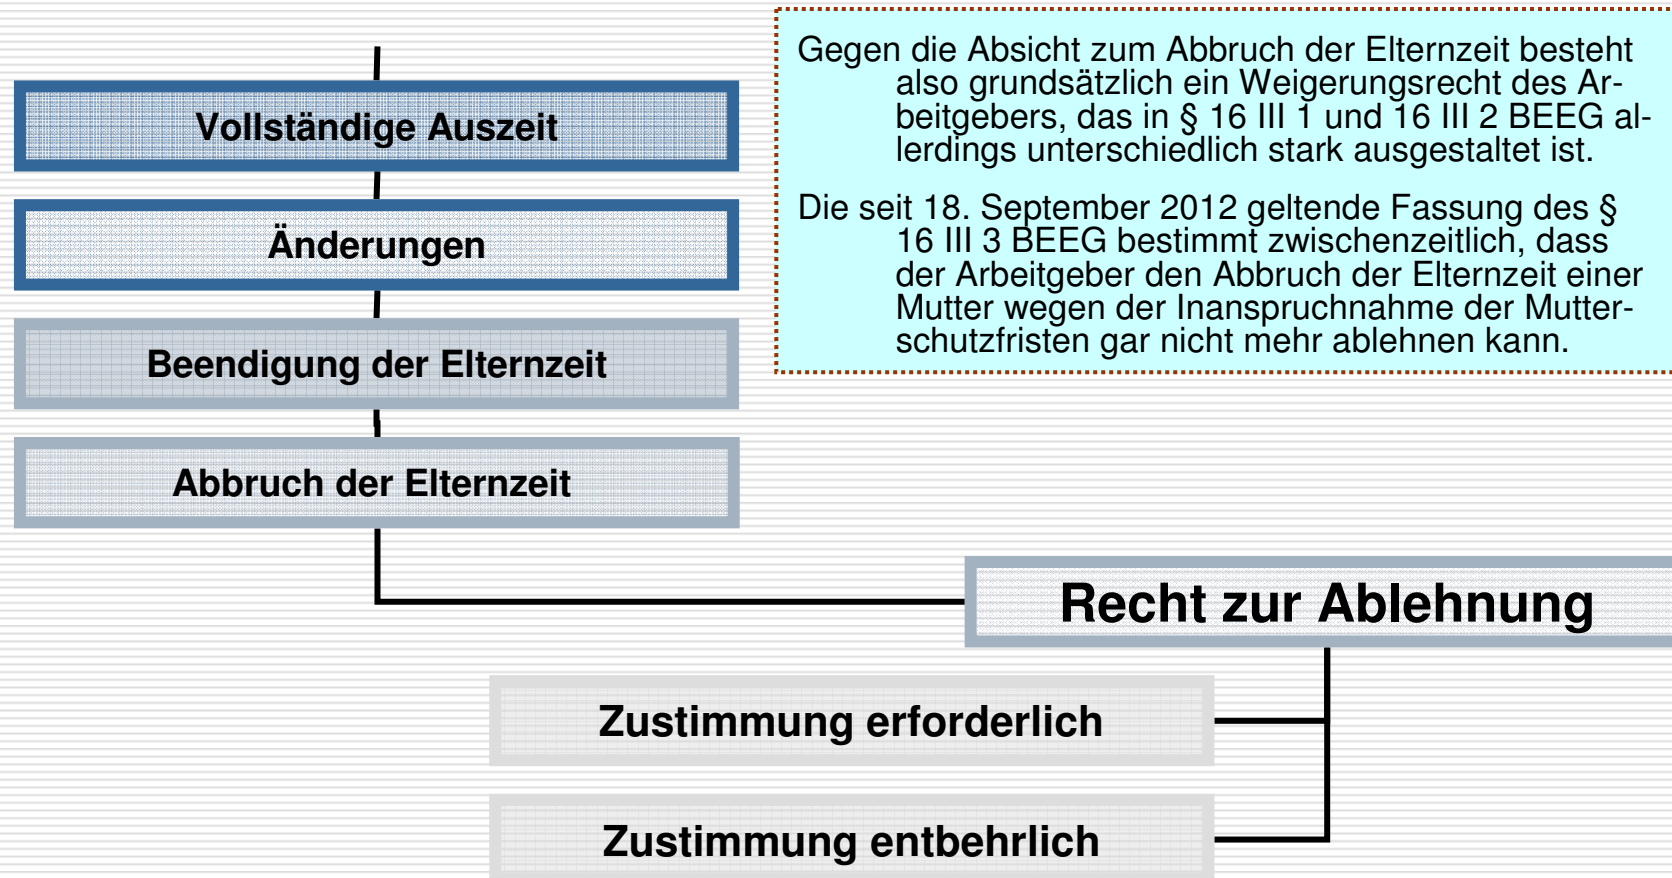 Gegen die Absicht zum Abbruch der Elternzeit besteht
also grundsätzlich ein Weigerungsrecht des Ar-
beitgebers, das in § 16 III 1 und 16 III 2 BEEG al-
lerdings unterschiedlich stark ausgestaltet ist.
Die seit 18. September 2012 geltende Fassung des §
16 III 3 BEEG bestimmt zwischenzeitlich, dass
der Arbeitgeber den Abbruch der Elternzeit einer
Mutter wegen der Inanspruchnahme der Mutter-
schutzfristen gar nicht mehr ablehnen kann.
Vollständige Auszeit
Änderungen
Beendigung der Elternzeit
Abbruch der Elternzeit
Recht zur Ablehnung
Zustimmung erforderlich
Zustimmung entbehrlich